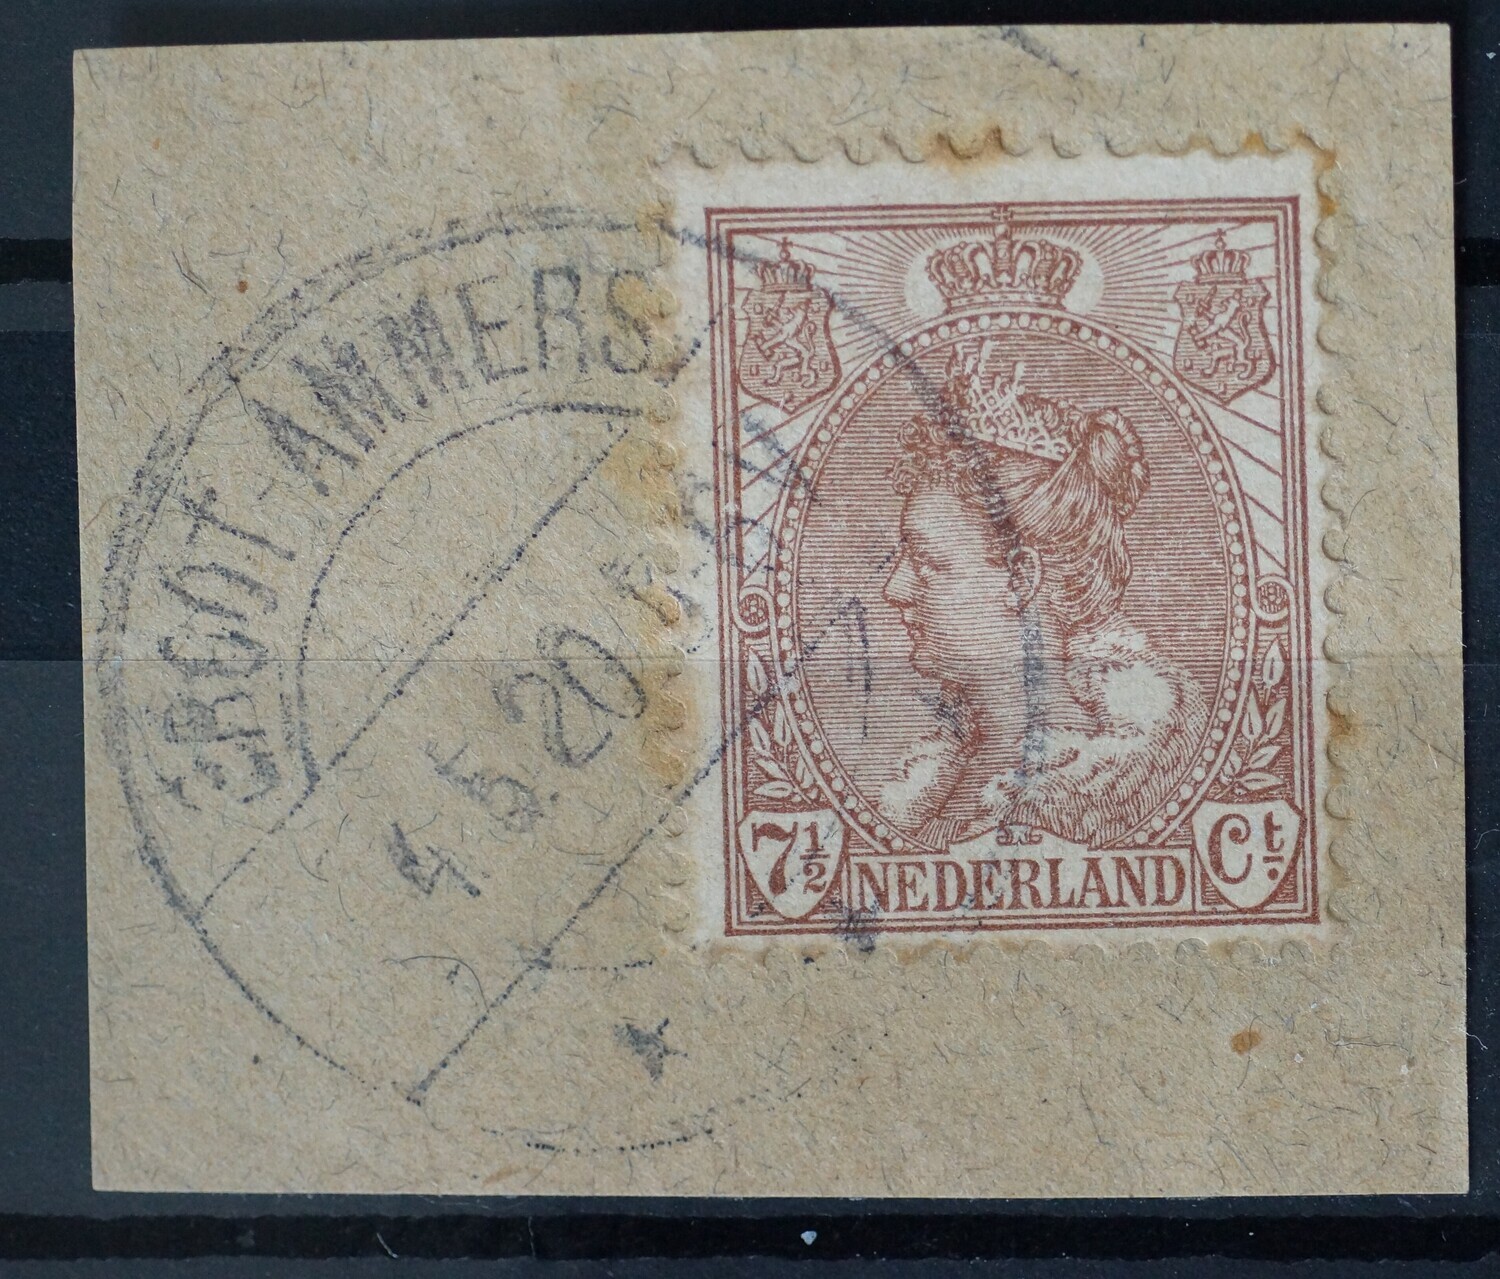 GROOT-AMMERS
4.5.20.
7½ NEDERLAND Ct.